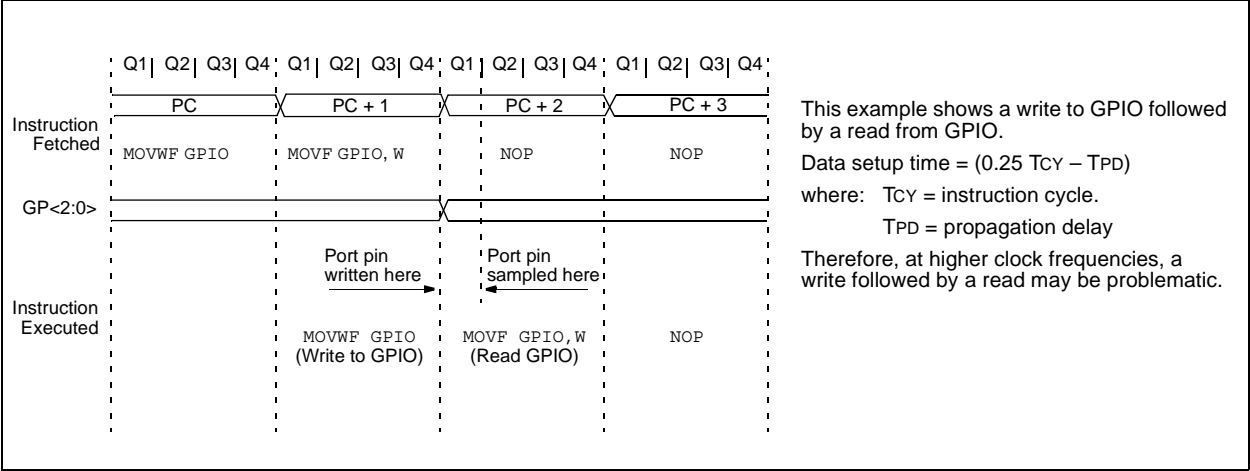 Q1| Q2| Q3| Q4 Q1| Q2| Q3| Q4 Q1| Q2| Q3| Q4 Q1| Q2| Q3| Q4
PC PC + 1 PC + 2 PC + 3
Instruction
Fetched
MOVWF GPIO MOVF GPIO, W NOP NOP
GP<2:0>
Port pin
written here
Port pin
sampled here
Instruction
Executed
MOVWF GPIO MOVF GPIO,W NOP
(Write to GPIO) (Read GPIO)
This example shows a write to GPIO followed
by a read from GPIO.
Data setup time = (0.25 TCY – TPD)
where: TCY = instruction cycle.
TPD = propagation delay
Therefore, at higher clock frequencies, a
write followed by a read may be problematic.